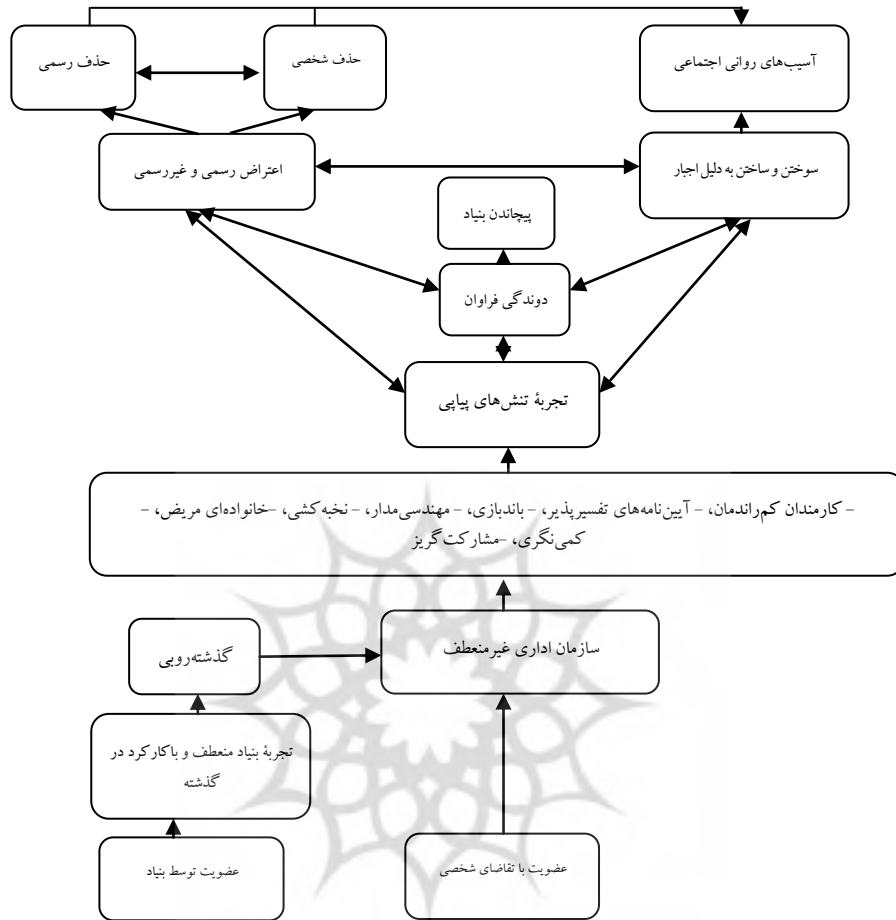 حذف رسمی
حذف شخصی
آسیب‌های روانی اجتماعی
اعتراض رسمی و غیررسمی
سوختن و ساختن به دلیل اجبار
پیچاندن بنیاد
دوندگی فراوان
تجربهٔ تنش‌های پیاپی
- کارمندان کم‌راندمان، - آیین‌نامه‌های تفسیرپذیر، - باندبازی، - مهندسی‌مدار، - نخبه‌کشی، -خانواده‌ای مریض، -
کمی‌نگری، -مشارکت‌گریز
سازمان اداری غیرمنعطف
گذشته‌روبی
تجربهٔ بنیاد منعطف و باکارکرد در
گذشته
عضویت توسط بنیاد
عضویت با تقاضای شخصی